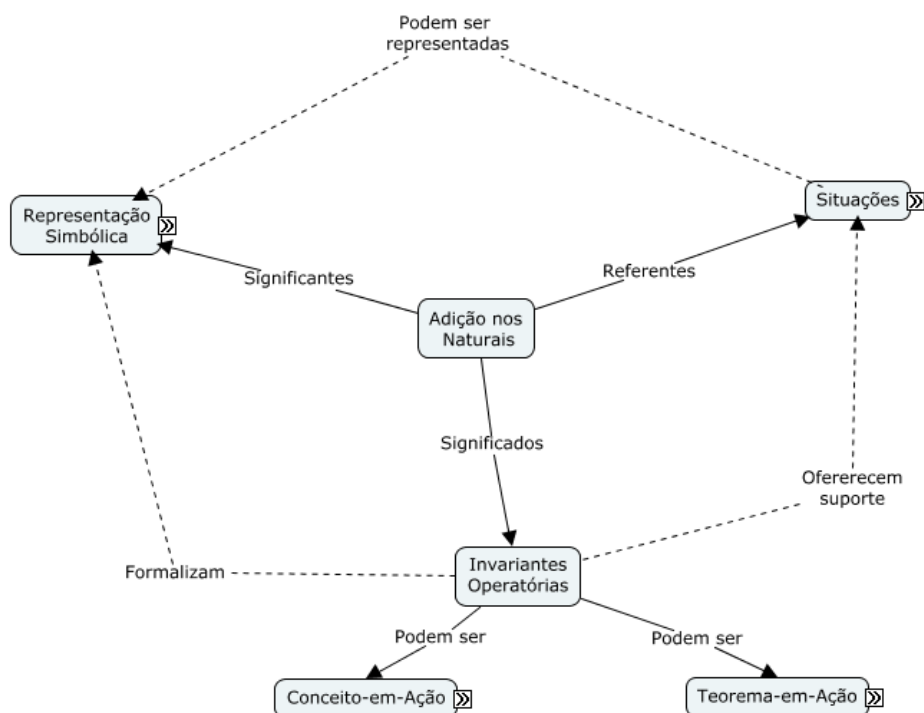 Podem ser
representadas
Representação
Simbólica
Situações
Significantes
Referentes
Adição nos
Naturais
Significados
Ofererecem
suporte
Invariantes
Operatórias
Formalizam
Podem ser
Podem ser
Conceito-em-Ação
Teorema-em-Ação